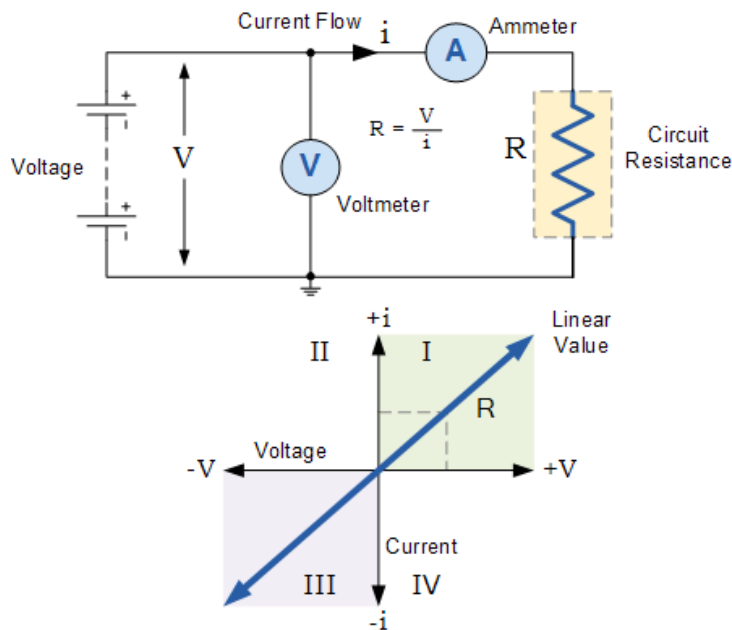 Current Flow
i
A
Ammeter
+
-
Voltage
+
-
V
V
Voltmeter
R = V/i
R
Circuit
Resistance
+i
Linear
Value
II
I
R
-V
Voltage
+V
Current
III
IV
-i